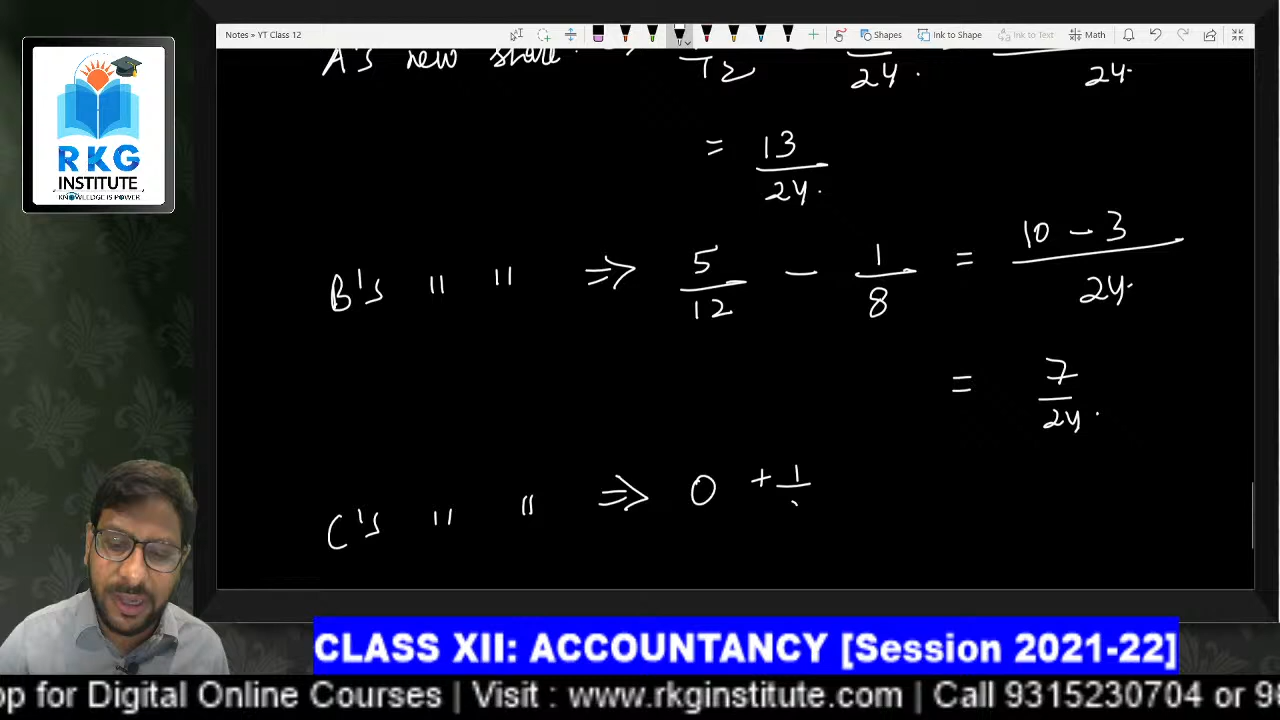 Notes » YT Class 12
Shapes Ink to Shape Ink to Text Math
A's new share
24. 24.
RKG
INSTITUTE
KNOWLEDGE IS POWER
= 13/24.
B's " " ⇒ 5/12 - 1/8 = 10 - 3/24.
= 7/24.
C's " " ⇒ 0 + 1
CLASS XII: ACCOUNTANCY [Session 2021-22]
op for Digital Online Courses | Visit : www.rkginstitute.com | Call 9315230704 or 9